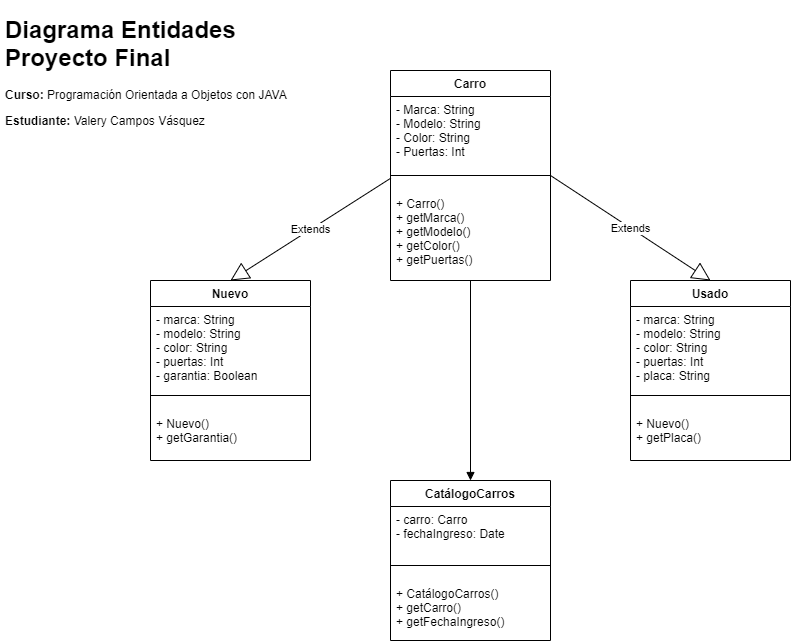 Diagrama Entidades
Proyecto Final
Curso: Programación Orientada a Objetos con JAVA
Estudiante: Valery Campos Vásquez
Carro
- Marca: String
- Modelo: String
- Color: String
- Puertas: Int
+ Carro()
+ getMarca()
+ getModelo()
+ getColor()
+ getPuertas()
Extends
Extends
Nuevo
- marca: String
- modelo: String
- color: String
- puertas: Int
- garantia: Boolean
+ Nuevo()
+ getGarantia()
Usado
- marca: String
- modelo: String
- color: String
- puertas: Int
- placa: String
+ Nuevo()
+ getPlaca()
CatálogoCarros
- carro: Carro
- fechaIngreso: Date
+ CatálogoCarros()
+ getCarro()
+ getFechaIngreso()